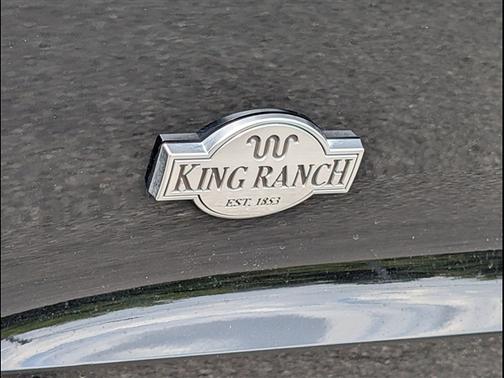 KING RANCH
EST. 1853